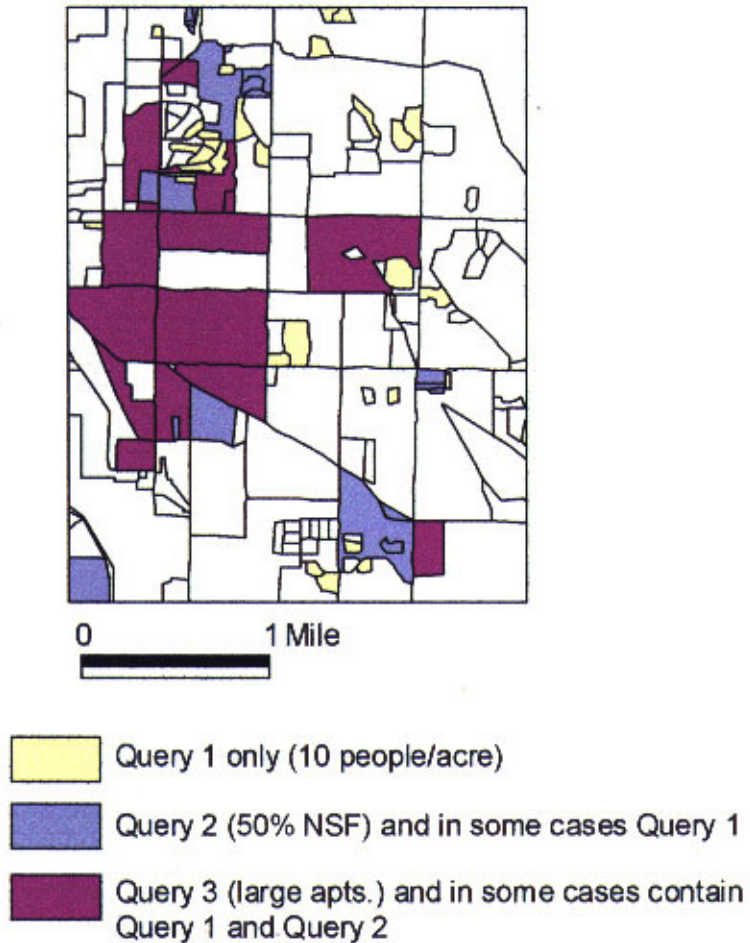 0 1 Mile
Query 1 only (10 people/acre)
Query 2 (50% NSF) and in some cases Query 1
Query 3 (large apts.) and in some cases contain
Query 1 and Query 2